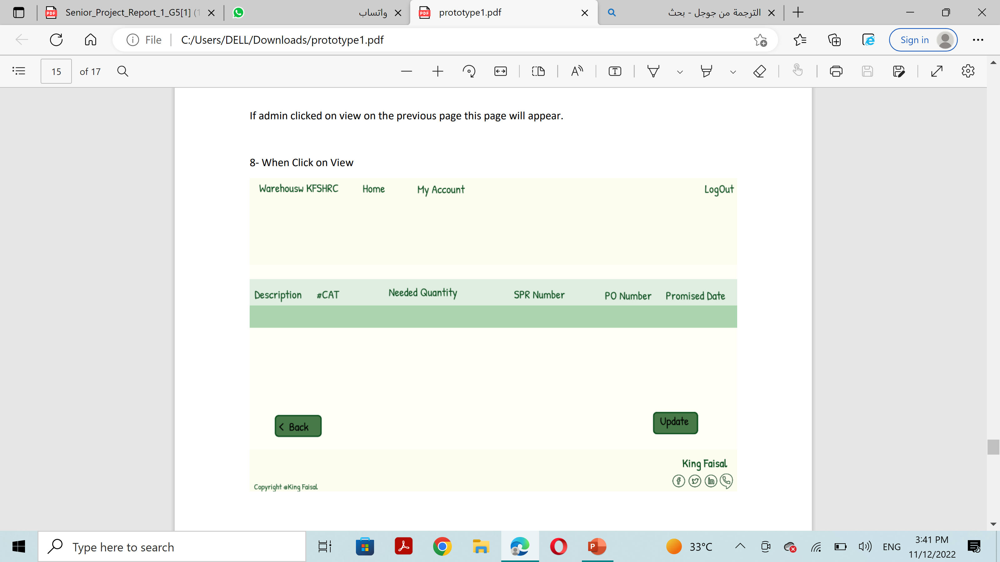 Senior_Project_Report_1_G5[1] (1
واتساب
prototype1.pdf
الترجمة من جوجل - بحث
File
C:/Users/DELL/Downloads/prototype1.pdf
Sign in
15 of 17
If admin clicked on view on the previous page this page will appear.
8- When Click on View
Warehousw KFSHRC Home My Account LogOut
Description #CAT Needed Quantity SPR Number PO Number Promised Date
< Back
Update
King Faisal
Copyright @King Faisal
Type here to search
33°C
ENG
3:41 PM
11/12/2022